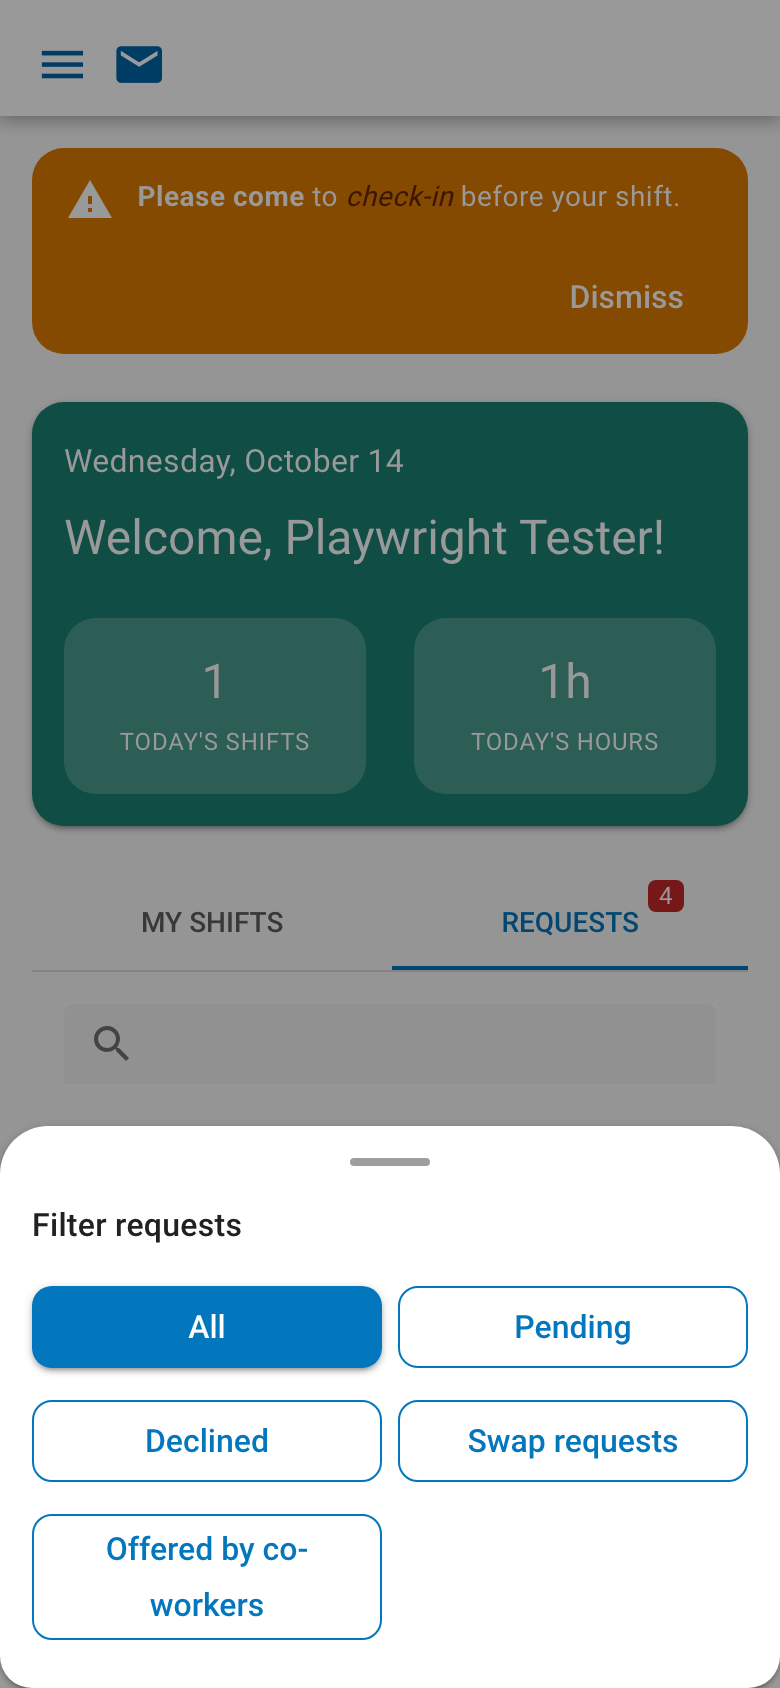 Please come to check-in before your shift.
Dismiss
Wednesday, October 14
Welcome, Playwright Tester!
1
TODAY'S SHIFTS
1h
TODAY'S HOURS
MY SHIFTS
REQUESTS
4
Filter requests
All
Pending
Declined
Swap requests
Offered by co-
workers